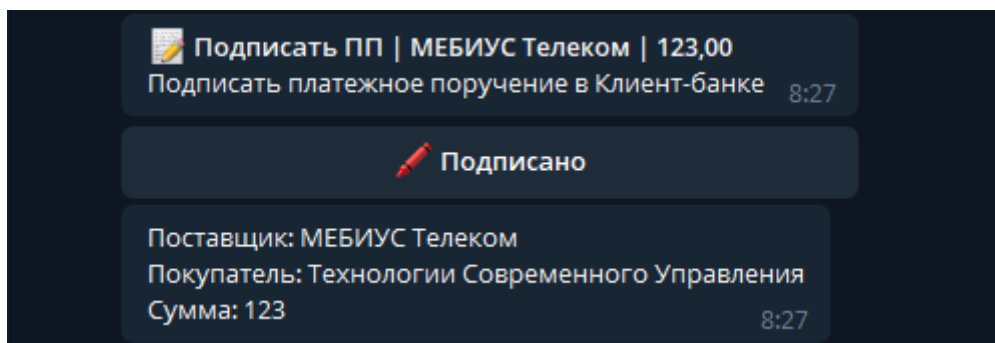 📝 Подписать ПП | МЕБИУС Телеком | 123,00
Подписать платежное поручение в Клиент-банке 8:27
🖍 Подписано
Поставщик: МЕБИУС Телеком
Покупатель: Технологии Современного Управления
Сумма: 123
8:27